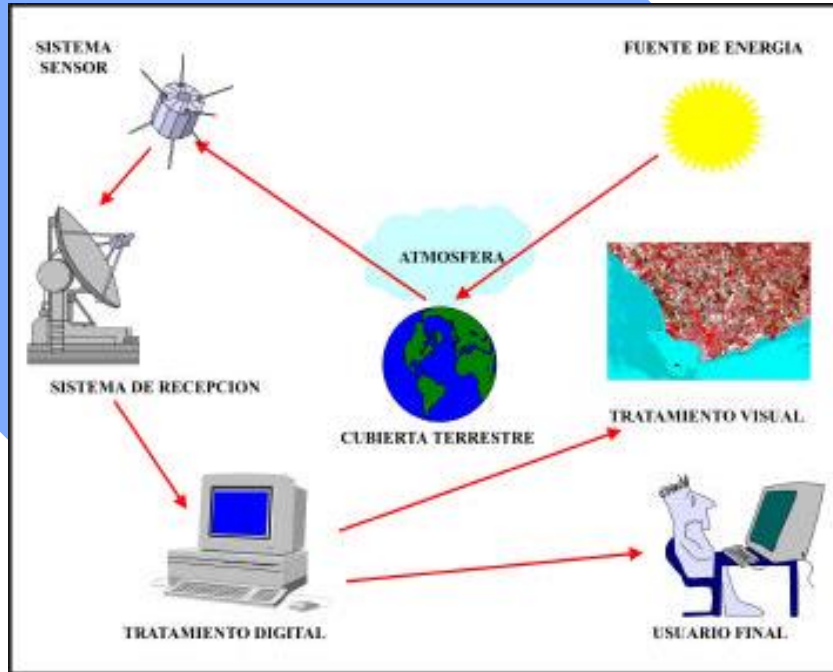 SISTEMA
SENSOR
FUENTE DE ENERGIA
ATMOSFERA
SISTEMA DE RECEPCION
CUBIERTA TERRESTRE
TRATAMIENTO VISUAL
TRATAMIENTO DIGITAL
USUARIO FINAL